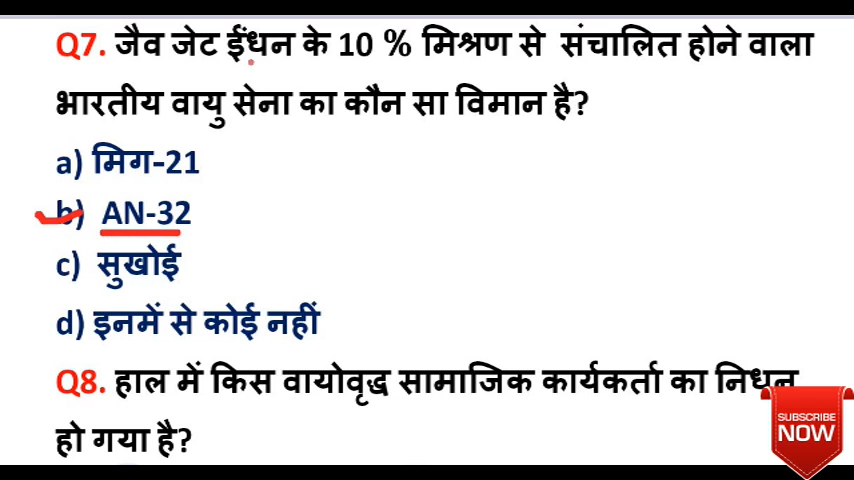 Q7. जैव जेट ईंधन के 10 % मिश्रण से संचालित होने वाला
भारतीय वायु सेना का कौन सा विमान है?
a) मिग-21
b) AN-32
c) सुखोई
d) इनमें से कोई नहीं
Q8. हाल में किस वायोवृद्ध सामाजिक कार्यकर्ता का निधन
हो गया है?
SUBSCRIBE
NOW